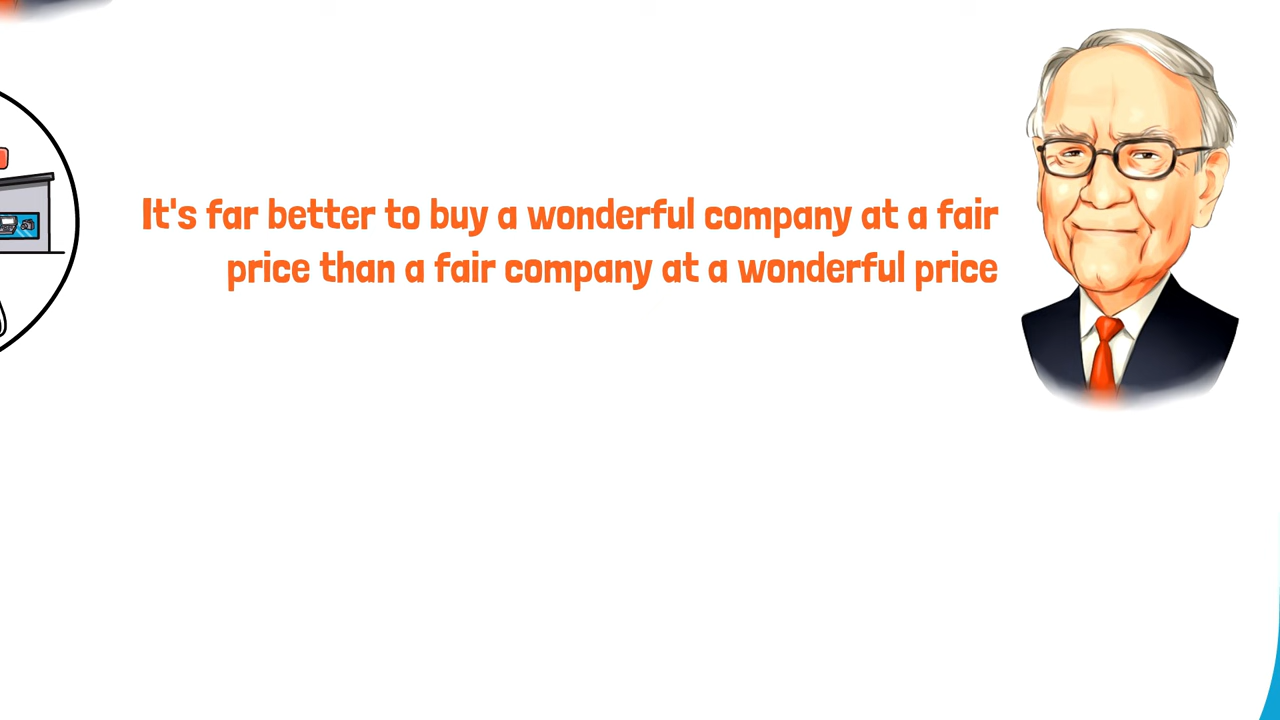 It's far better to buy a wonderful company at a fair
price than a fair company at a wonderful price